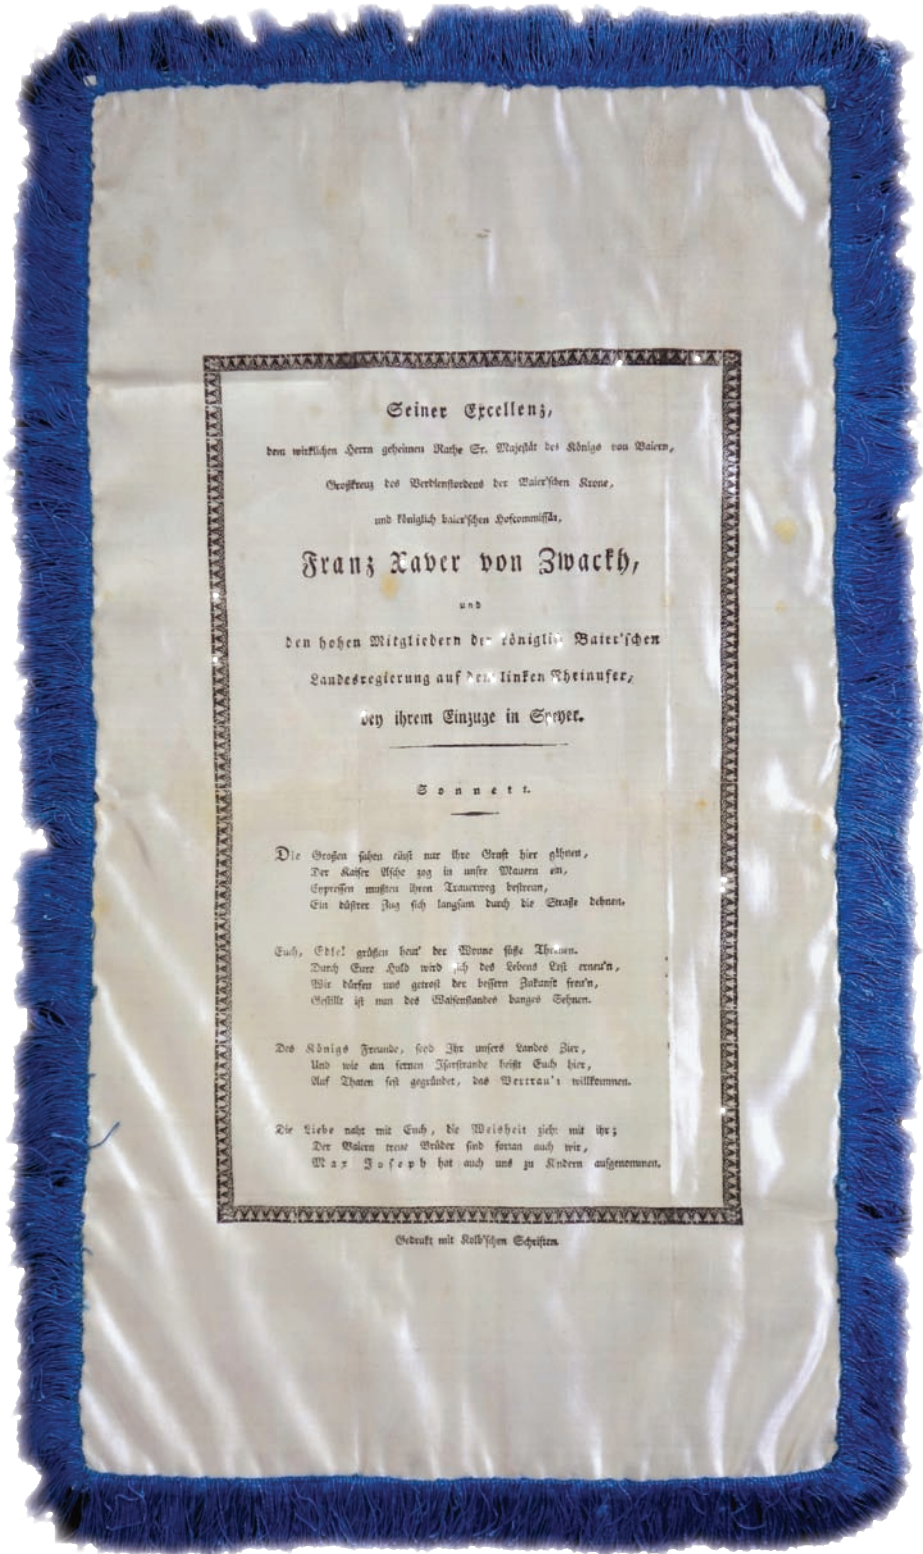 Seiner Excellenz,
dem wirklichen Herrn geheimen Rathe Sr. Majestät des Königs von Baiern,
Großkreuz des Verdienstordens der Baier'schen Krone,
und königlich baier'schen Hofcommissär,
Franz Xaver von Zwackh,
und
den hohen Mitgliedern der königlich Baier'schen
Landesregierung auf dem linken Rheinufer,
bey ihrem Einzuge in Speyer.
Sonnett.
Die Großen sahen einst nur ihre Gruft hier gähnen,
Der Kaiser Asche zog in unsre Mauern ein,
Cypressen mußten ihren Trauerweg bestreun,
Ein düstrer Zug sich langsam durch die Straße dehnen.
Euch, Edle! grüßen heut' der Wonne süße Thränen.
Durch Eure Huld wird sich des Lebens Lust erneu'n,
Wir dürfen uns getrost der bessern Zukunft freu'n,
Gestillt ist nun des Waisenstandes banges Sehnen.
Des Königs Freunde, seyd Ihr unsers Landes Zier,
Und wie am fernen Isarstrande heißt Euch hier,
Auf Thaten fest gegründet, das Vertrau'n willkommen.
Die Liebe naht mit Euch, die Weisheit zieht mit ihr;
Der Baiern treue Brüder sind fortan auch wir,
Max Joseph hat auch uns zu Kindern aufgenommen.
Gedrukt mit Kolb'schen Schriften.